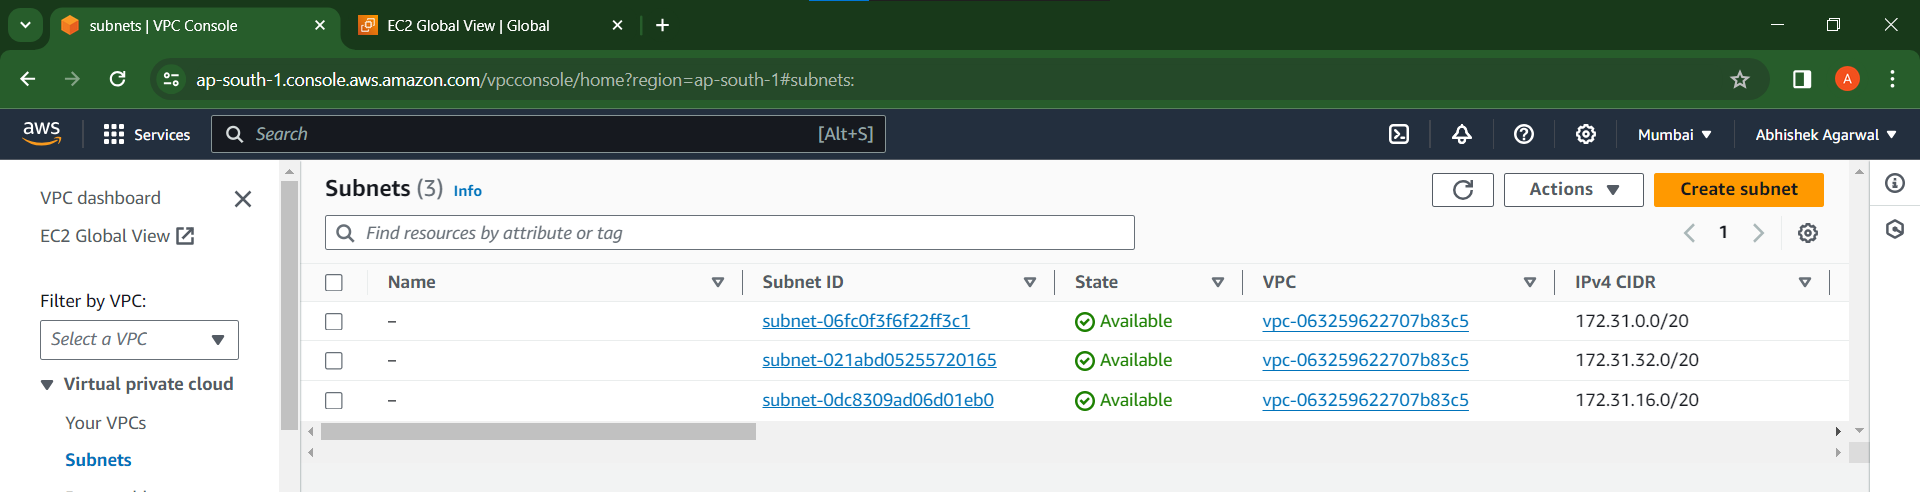 subnets | VPC Console
EC2 Global View | Global
ap-south-1.console.aws.amazon.com/vpcconsole/home?region=ap-south-1#subnets:
A
aws
Services
Search
[Alt+S]
Mumbai
Abhishek Agarwal
VPC dashboard
EC2 Global View
Filter by VPC:
Select a VPC
Virtual private cloud
Your VPCs
Subnets
Subnets (3) Info
Actions
Create subnet
Find resources by attribute or tag
1
Name Subnet ID State VPC IPv4 CIDR
– subnet-06fc0f3f6f22ff3c1 Available vpc-063259622707b83c5 172.31.0.0/20
– subnet-021abd05255720165 Available vpc-063259622707b83c5 172.31.32.0/20
– subnet-0dc8309ad06d01eb0 Available vpc-063259622707b83c5 172.31.16.0/20